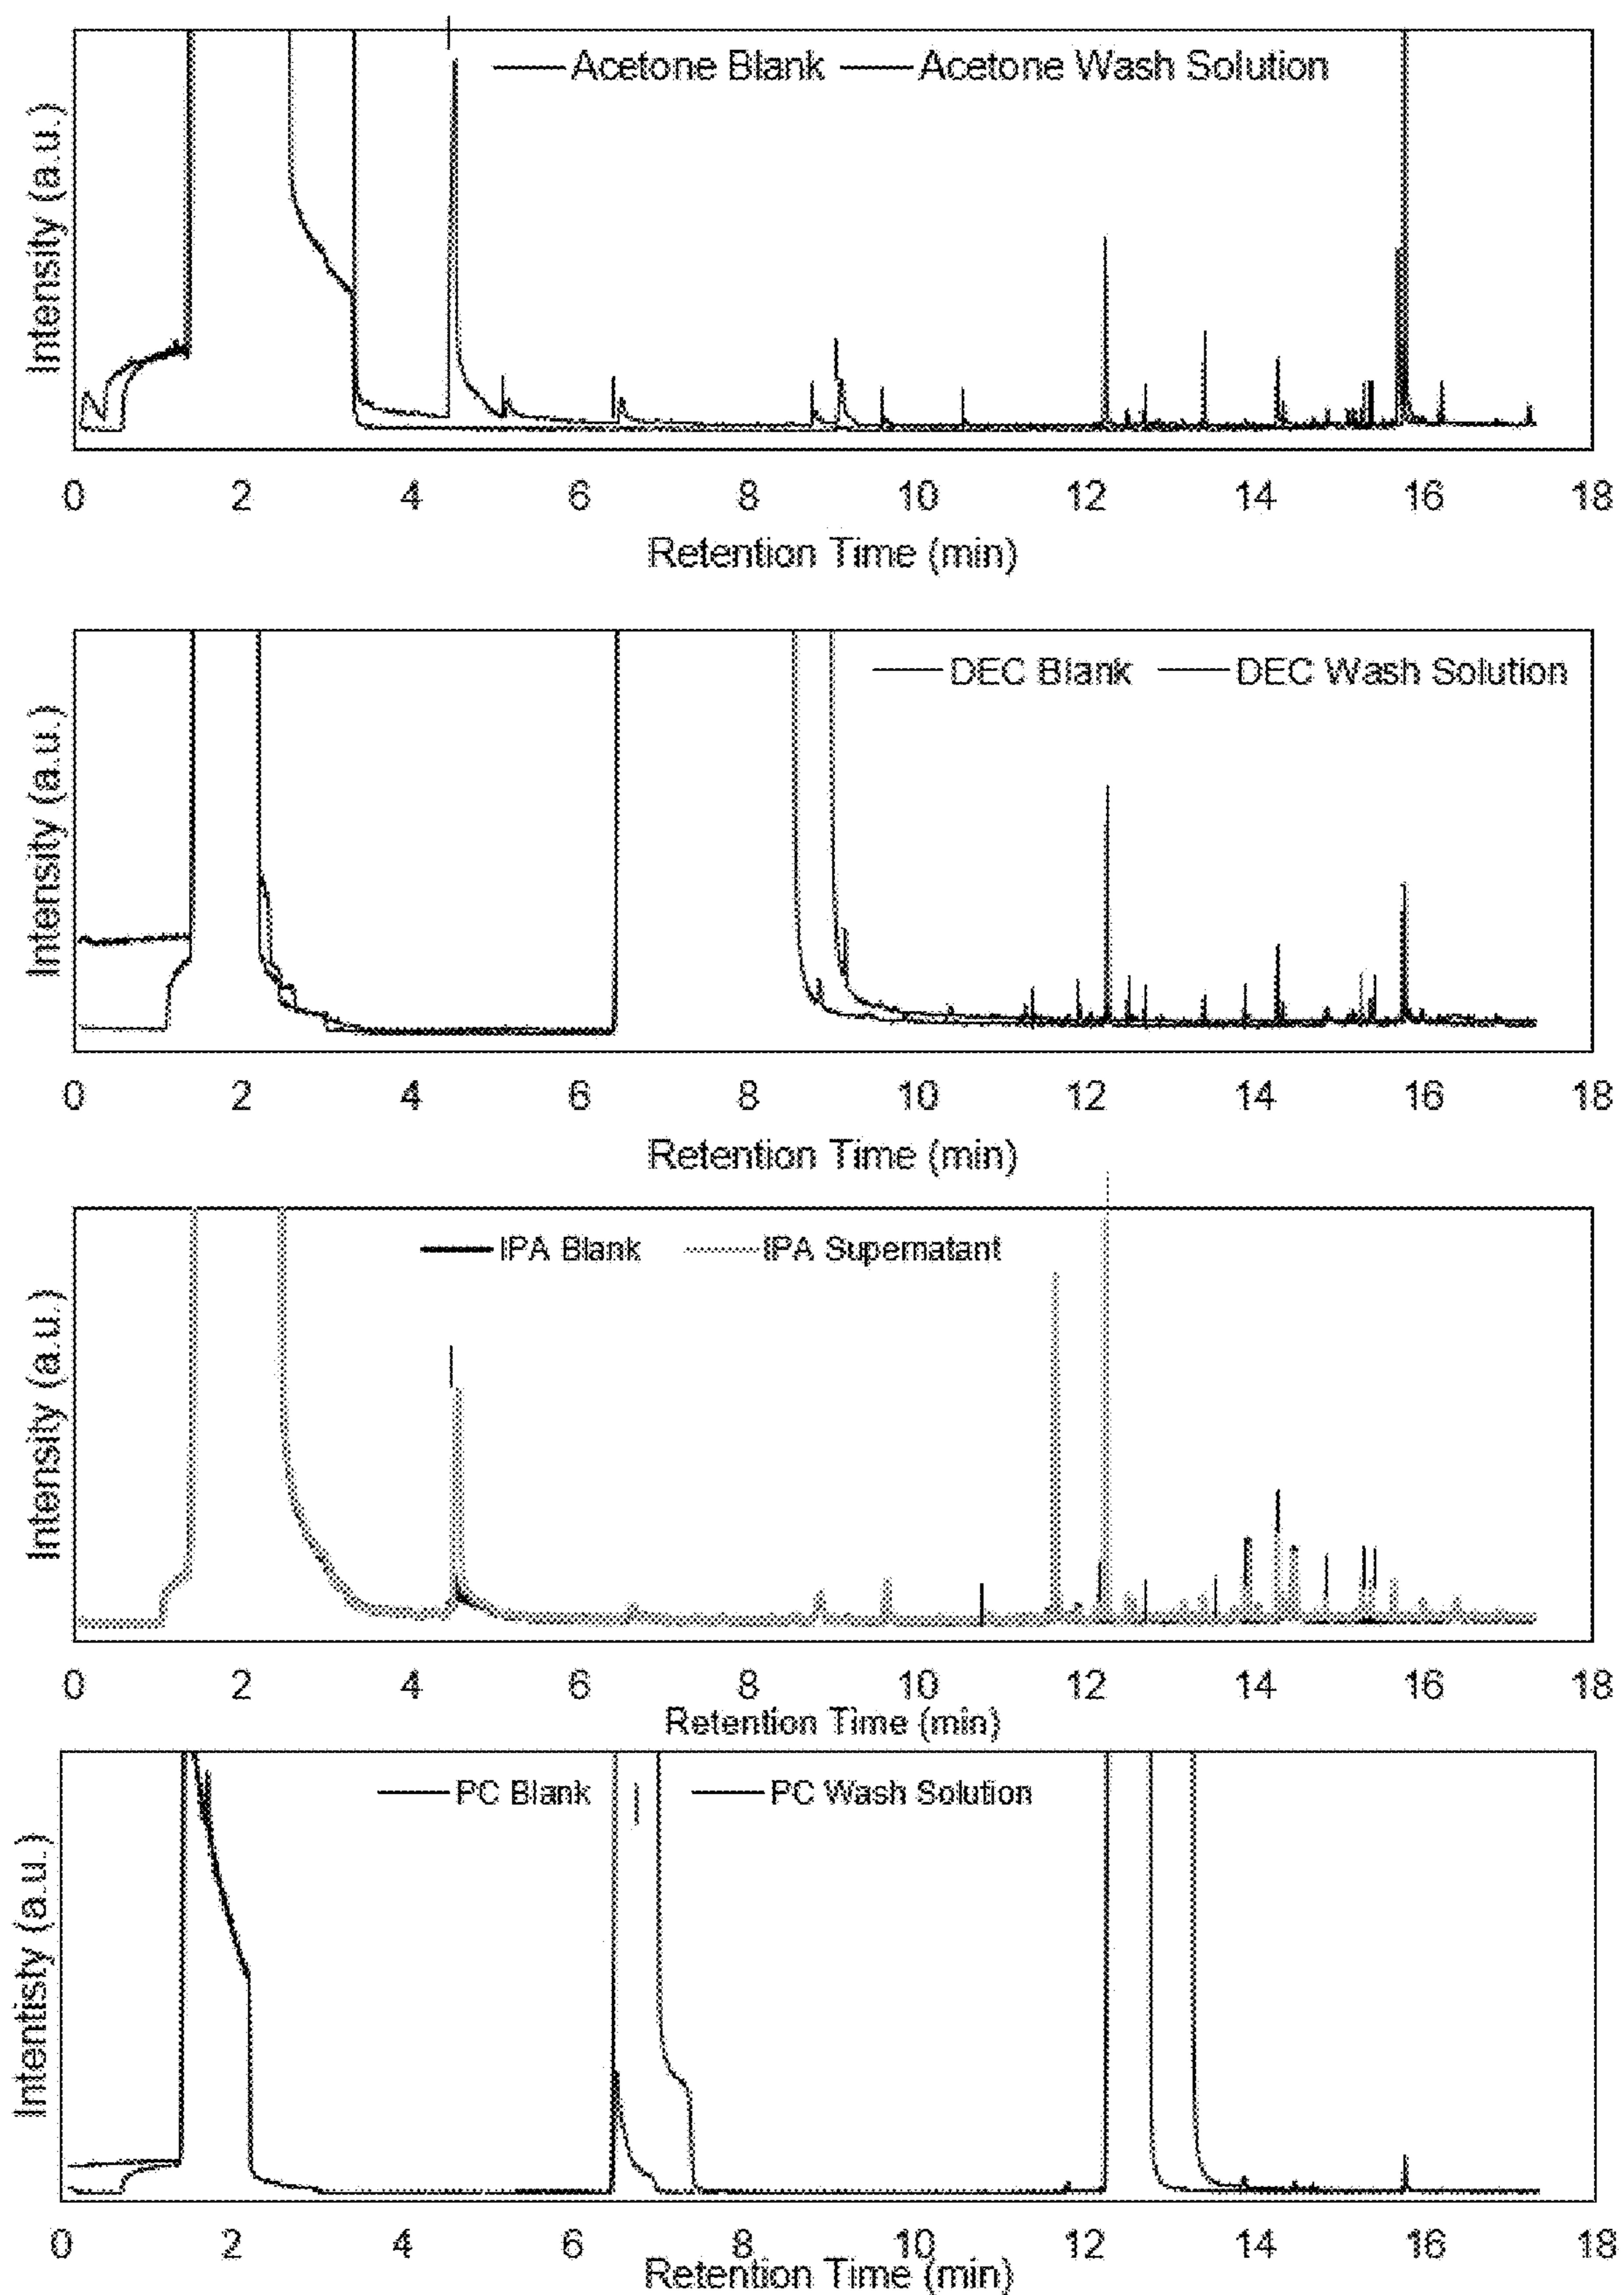 Acetone Blank Acetone Wash Solution
Intensity (a.u.)
0 2 4 6 8 10 12 14 16 18
Retention Time (min)
DEC Blank DEC Wash Solution
Intensity (a.u.)
0 2 4 6 8 10 12 14 16 18
Retention Time (min)
IPA Blank IPA Supernatant
Intensity (a.u.)
0 2 4 6 8 10 12 14 16 18
Retention Time (min)
PC Blank PC Wash Solution
Intentisty (a.u.)
0 2 4 6 8 10 12 14 16 18
Retention Time (min)